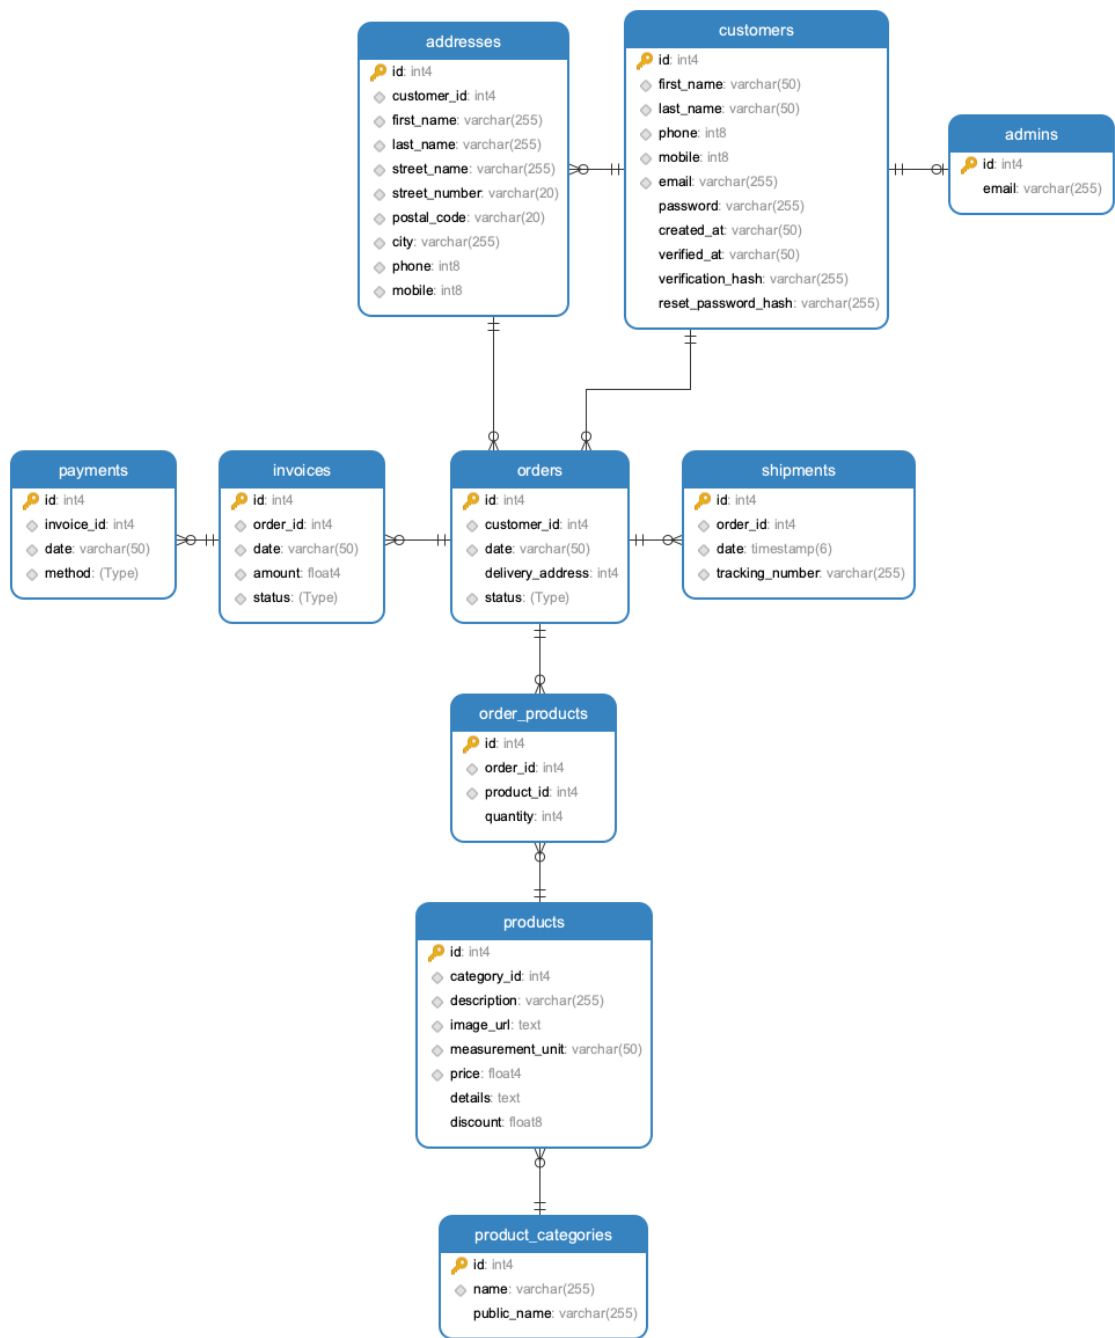 addresses
id: int4
customer_id: int4
first_name: varchar(255)
last_name: varchar(255)
street_name: varchar(255)
street_number: varchar(20)
postal_code: varchar(20)
city: varchar(255)
phone: int8
mobile: int8
customers
id: int4
first_name: varchar(50)
last_name: varchar(50)
phone: int8
mobile: int8
email: varchar(255)
password: varchar(255)
created_at: varchar(50)
verified_at: varchar(50)
verification_hash: varchar(255)
reset_password_hash: varchar(255)
admins
id: int4
email: varchar(255)
payments
id: int4
invoice_id: int4
date: varchar(50)
method: (Type)
invoices
id: int4
order_id: int4
date: varchar(50)
amount: float4
status: (Type)
orders
id: int4
customer_id: int4
date: varchar(50)
delivery_address: int4
status: (Type)
shipments
id: int4
order_id: int4
date: timestamp(6)
tracking_number: varchar(255)
order_products
id: int4
order_id: int4
product_id: int4
quantity: int4
products
id: int4
category_id: int4
description: varchar(255)
image_url: text
measurement_unit: varchar(50)
price: float4
details: text
discount: float8
product_categories
id: int4
name: varchar(255)
public_name: varchar(255)